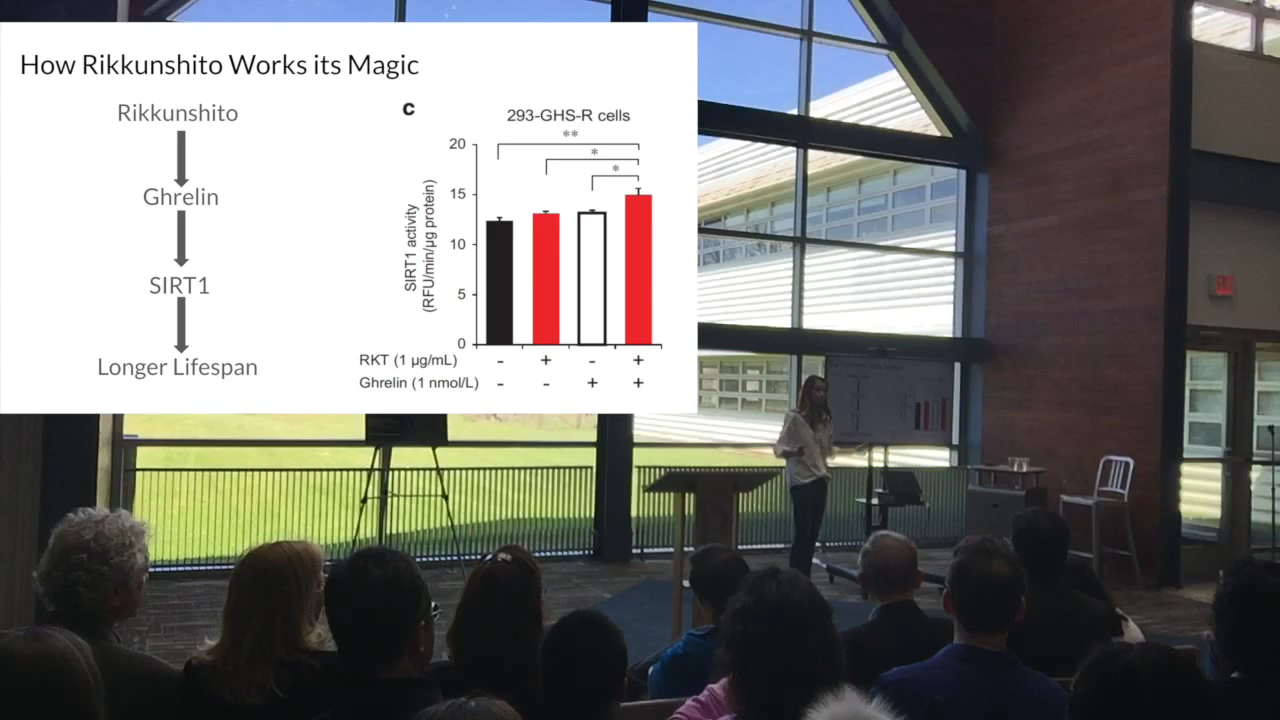 How Rikkunshito Works its Magic
Rikkunshito
Ghrelin
SIRT1
Longer Lifespan
c
293-GHS-R cells
**
*
*
20
15
10
5
0
SIRT1 activity
(RFU/min/µg protein)
RKT (1 µg/mL) - + - +
Ghrelin (1 nmol/L) - - + +